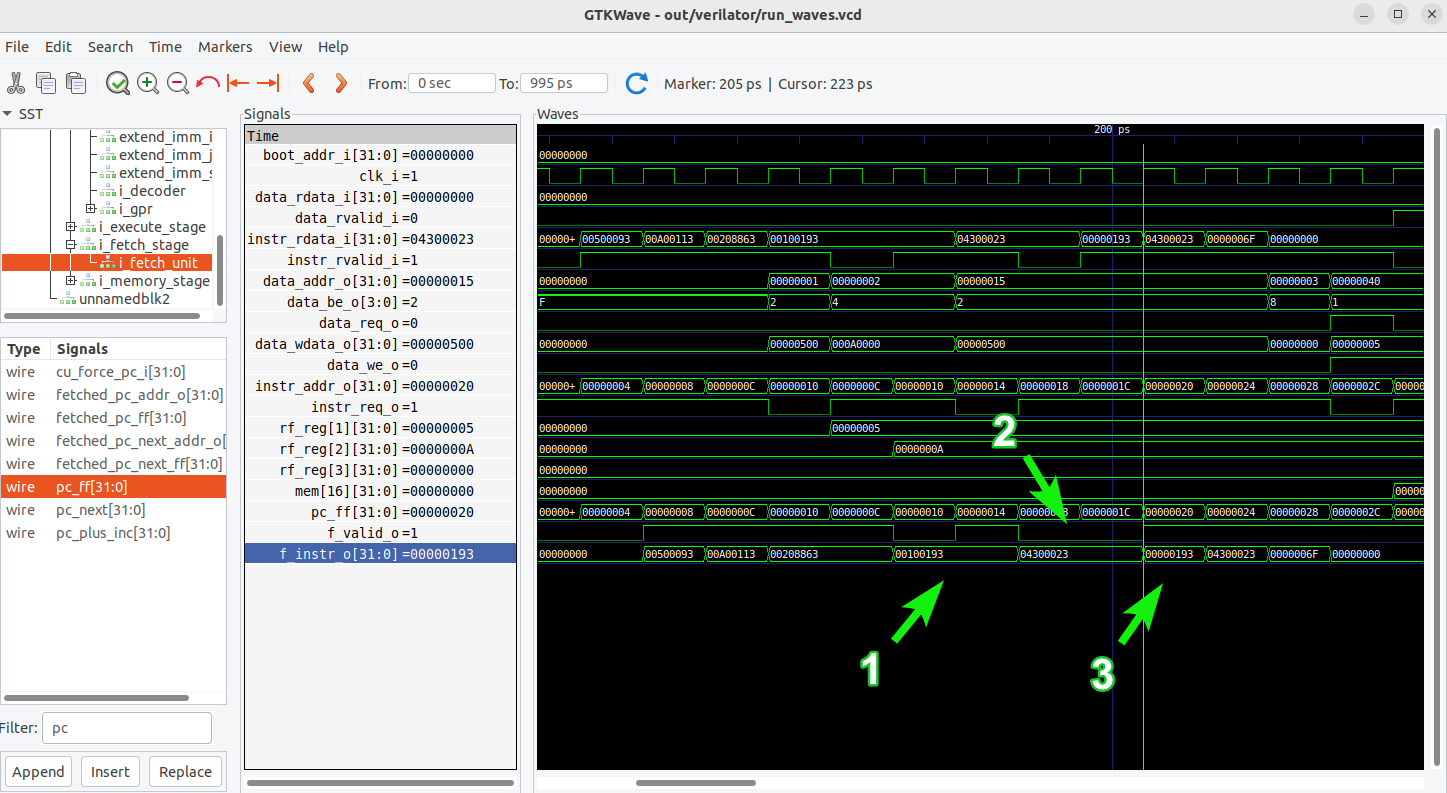 GTKWave - out/verilator/run_waves.vcd
File Edit Search Time Markers View Help
From: 0 sec To: 995 ps Marker: 205 ps | Cursor: 223 ps
SST
extend_imm_i
extend_imm_j
extend_imm_s
i_decoder
i_gpr
i_execute_stage
i_fetch_stage
i_fetch_unit
i_memory_stage
unnamedblk2
Type Signals
wire cu_force_pc_i[31:0]
wire fetched_pc_addr_o[31:0]
wire fetched_pc_ff[31:0]
wire fetched_pc_next_addr_o[
wire fetched_pc_next_ff[31:0]
wire pc_ff[31:0]
wire pc_next[31:0]
wire pc_plus_inc[31:0]
Filter: pc
Append Insert Replace
Signals
Time
boot_addr_i[31:0] =00000000
clk_i =1
data_rdata_i[31:0] =00000000
data_rvalid_i =0
instr_rdata_i[31:0] =04300023
instr_rvalid_i =1
data_addr_o[31:0] =00000015
data_be_o[3:0] =2
data_req_o =0
data_wdata_o[31:0] =00000500
data_we_o =0
instr_addr_o[31:0] =00000020
instr_req_o =1
rf_reg[1][31:0] =00000005
rf_reg[2][31:0] =0000000A
rf_reg[3][31:0] =00000000
mem[16][31:0] =00000000
pc_ff[31:0] =00000020
f_valid_o =1
f_instr_o[31:0] =00000193
Waves
200 ps
00000000
00000000
00000+ 00500093 00A00113 00208863 00100193 04300023 00000193 04300023 0000006F 00000000
00000000 00000001 00000002 00000015 00000003 00000040
F 2 4 2 8 1
00000000 00000500 000A0000 00000500 00000000 00000005
00000+ 00000004 00000008 0000000C 00000010 0000000C 00000010 00000014 00000018 0000001C 00000020 00000024 00000028 0000002C 00000
00000000 00000005
00000000 0000000A
00000000
00000000 00000
00000+ 00000004 00000008 0000000C 00000010 0000000C 00000010 00000014 0000001C 00000020 00000024 00000028 0000002C 00000
00000000 00500093 00A00113 00208863 00100193 04300023 00000193 04300023 0000006F 00000000
2
1
3